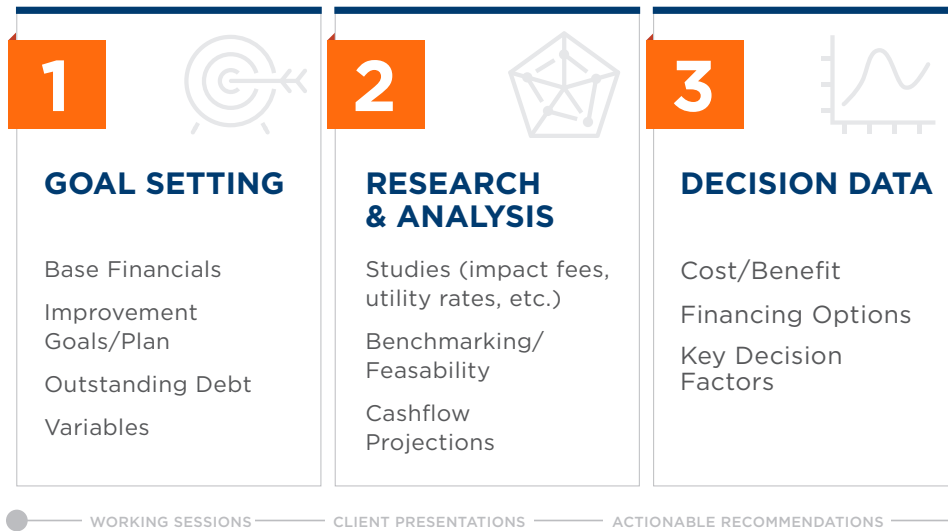 1
GOAL SETTING
Base Financials
Improvement
Goals/Plan
Outstanding Debt
Variables
2
RESEARCH
& ANALYSIS
Studies (impact fees,
utility rates, etc.)
Benchmarking/
Feasability
Cashflow
Projections
3
DECISION DATA
Cost/Benefit
Financing Options
Key Decision
Factors
WORKING SESSIONS
CLIENT PRESENTATIONS
ACTIONABLE RECOMMENDATIONS